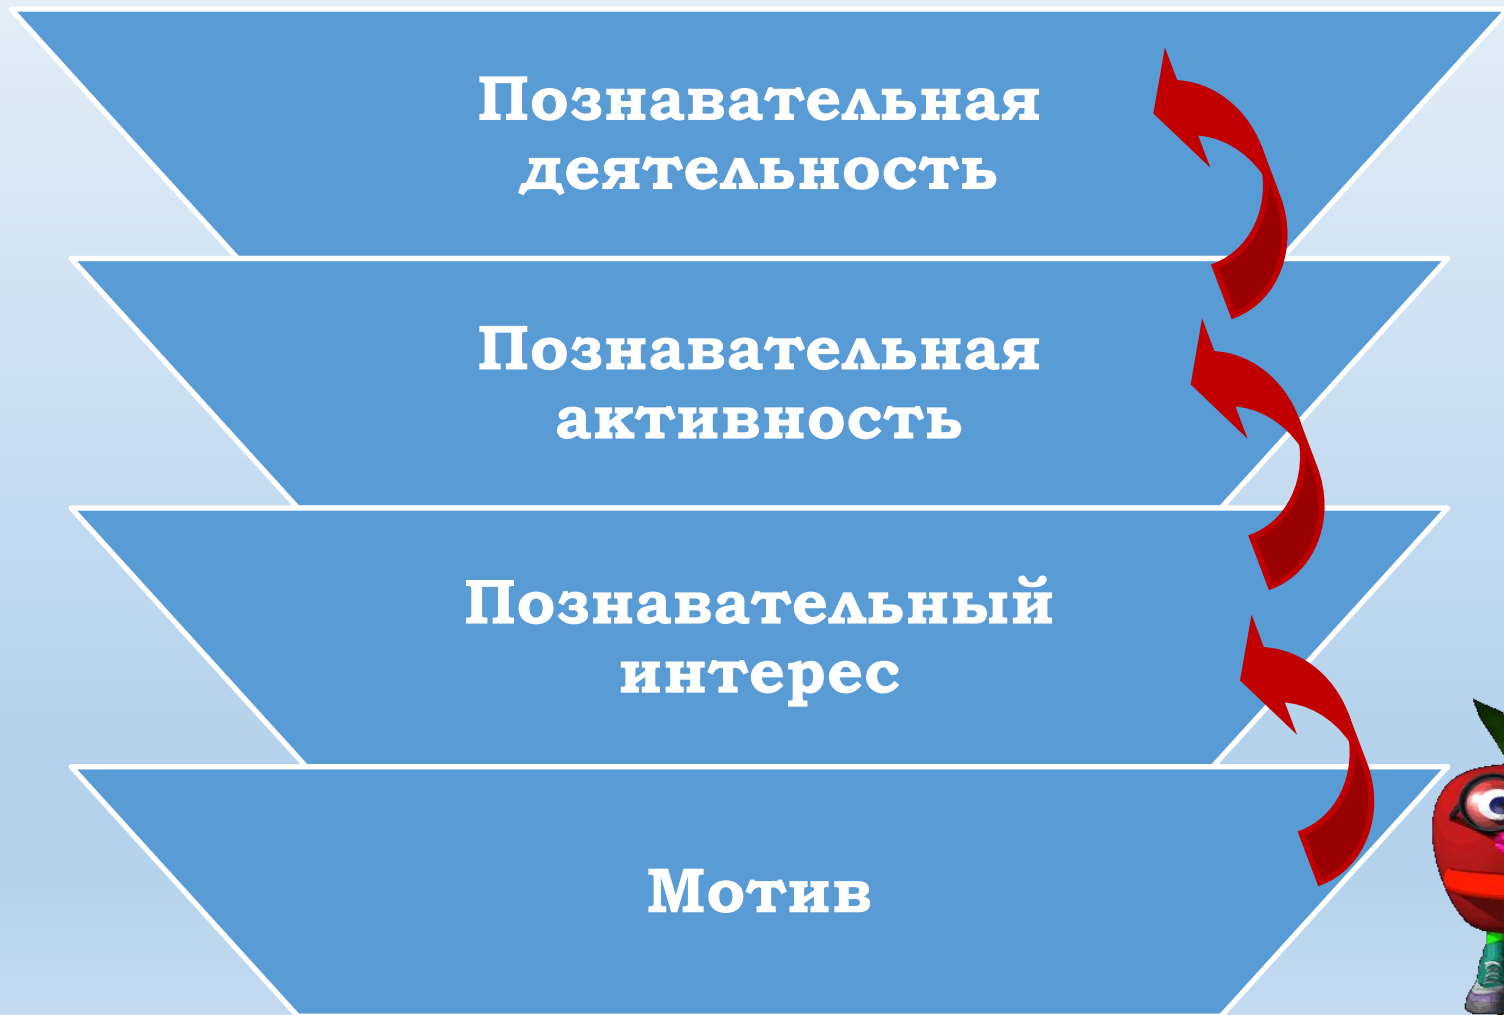 Познавательная
деятельность
Познавательная
активность
Познавательный
интерес
Мотив